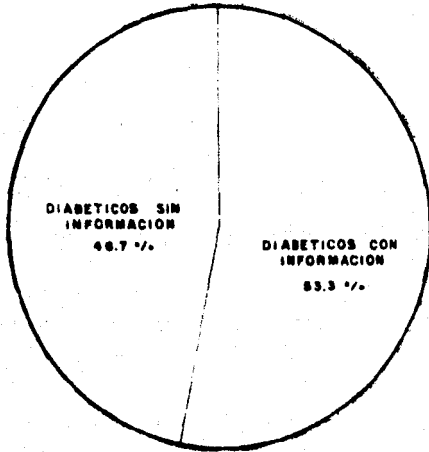 DIABETICOS SIN
INFORMACION
46.7 %
DIABETICOS CON
INFORMACION
53.3 %